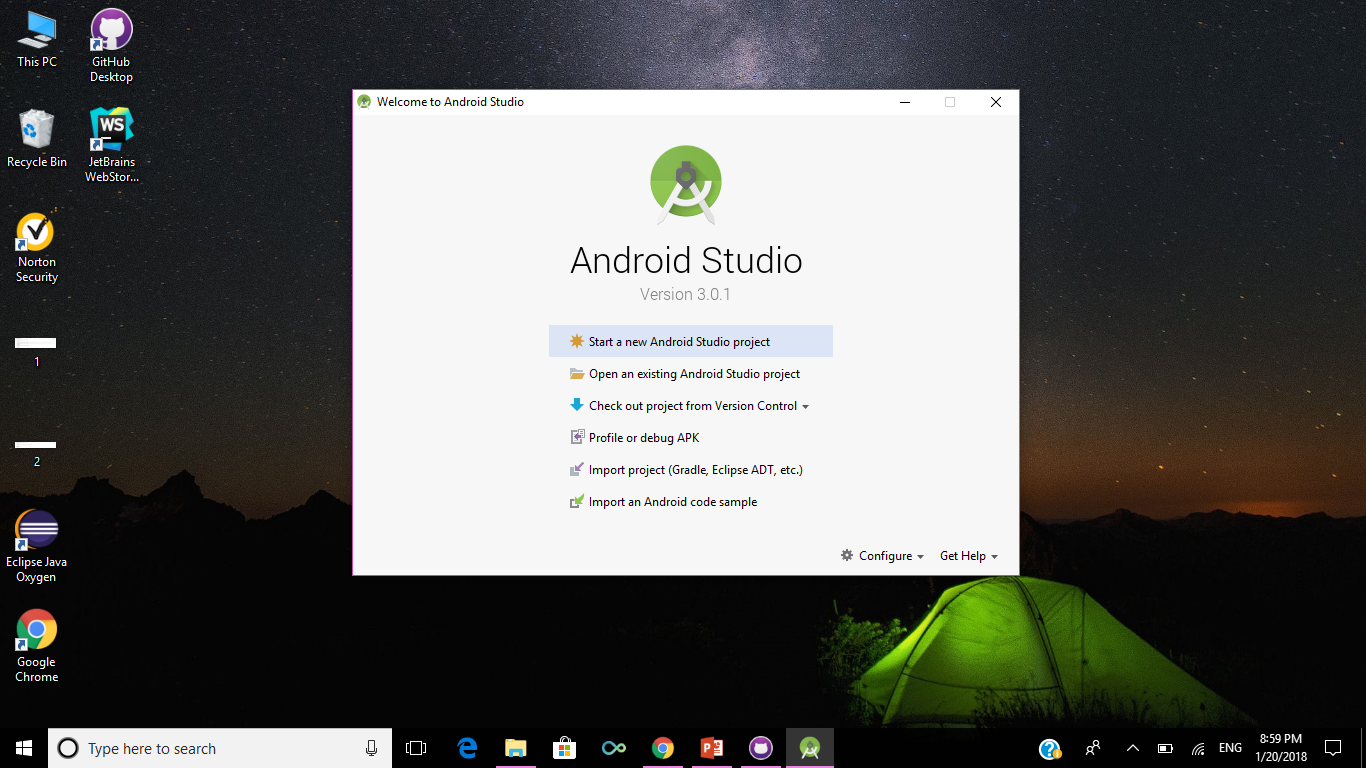 This PC
GitHub
Desktop
Recycle Bin
WS
JetBrains
WebStor...
Norton
Security
1
2
Eclipse Java
Oxygen
Google
Chrome
Welcome to Android Studio
Android Studio
Version 3.0.1
Start a new Android Studio project
Open an existing Android Studio project
Check out project from Version Control
Profile or debug APK
Import project (Gradle, Eclipse ADT, etc.)
Import an Android code sample
Configure
Get Help
Type here to search
ENG
8:59 PM
1/20/2018